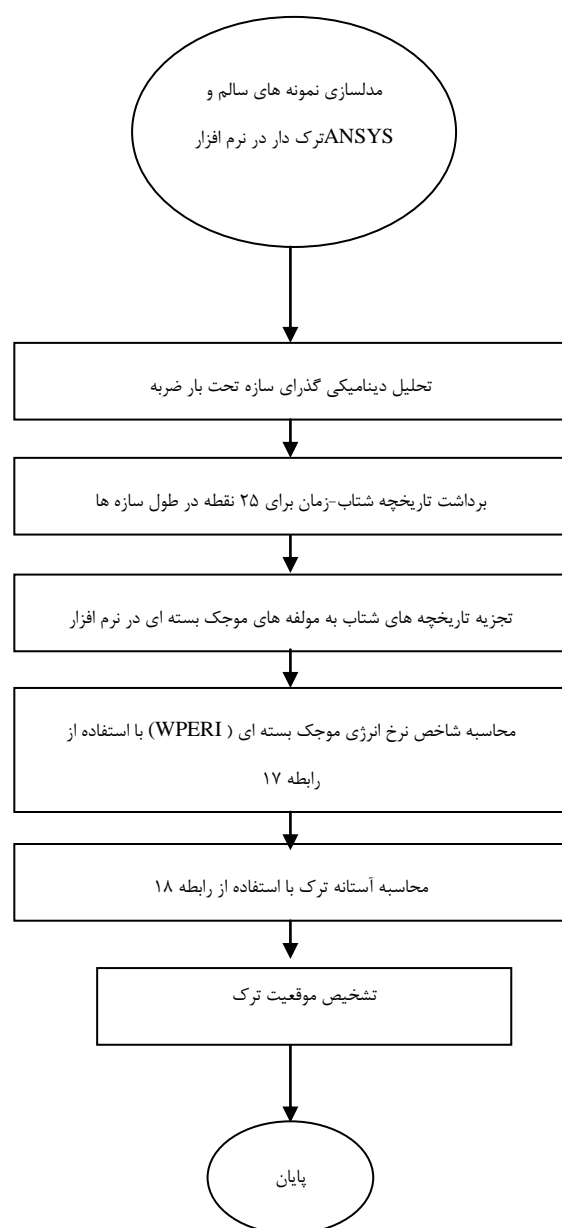 مدلسازی نمونه های سالم و
ترک دار در نرم افزار ANSYS
تحلیل دینامیکی گذرای سازه تحت بار ضربه
برداشت تاریخچه شتاب-زمان برای ۲۵ نقطه در طول سازه ها
تجزیه تاریخچه های شتاب به مولفه های موجک بسته ای در نرم افزار
محاسبه شاخص نرخ انرژی موجک بسته ای ( WPERI) با استفاده از
رابطه ۱۷
محاسبه آستانه ترک با استفاده از رابطه ۱۸
تشخیص موقعیت ترک
پایان